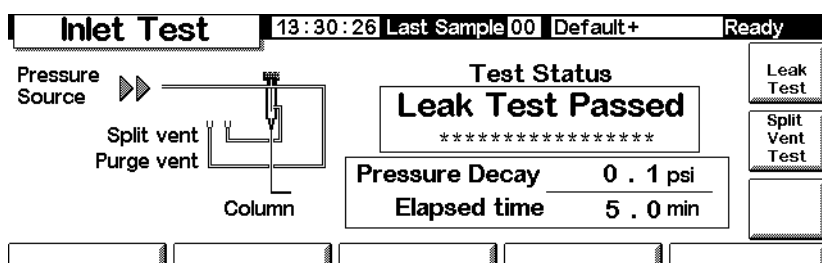 Inlet Test
13:30:26 Last Sample 00 Default+ Ready
Pressure
Source
Split vent
Purge vent
Column
Test Status
Leak Test Passed
*****************
Pressure Decay 0 . 1 psi
Elapsed time 5 . 0 min
Leak
Test
Split
Vent
Test